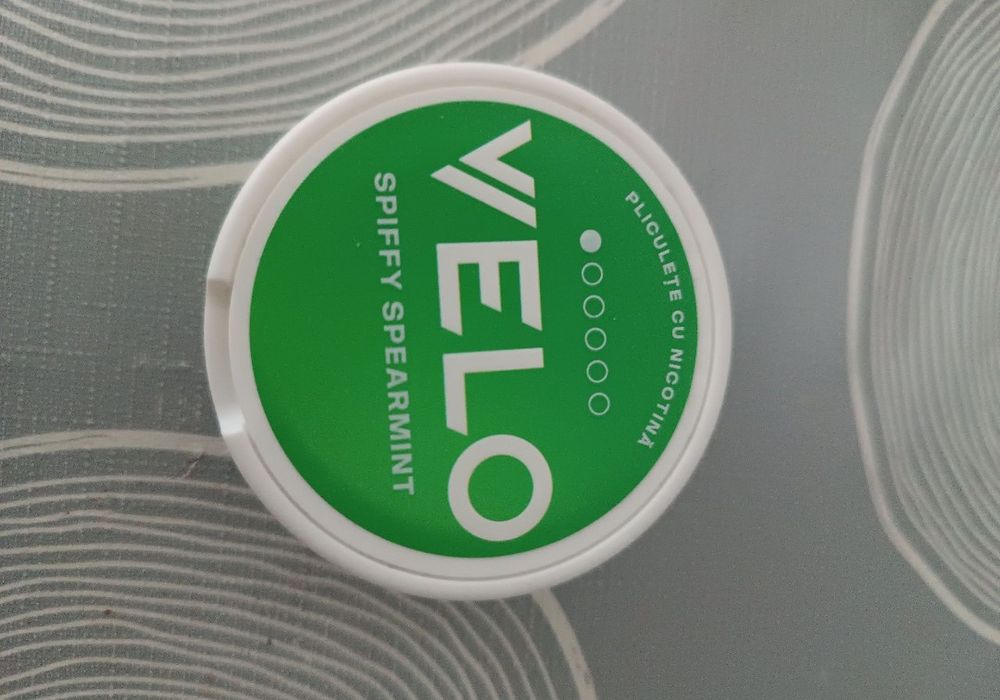 PLICULEȚE CU NICOTINĂ
VELO
SPIFFY SPEARMINT